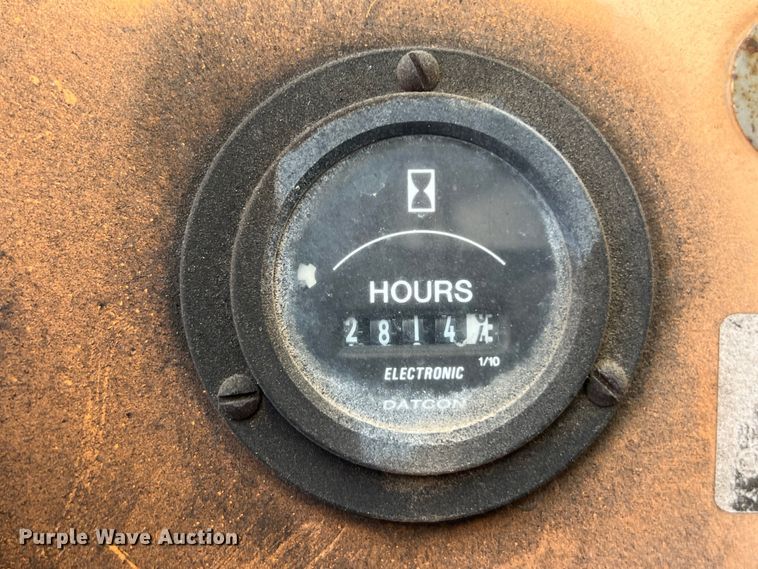 HOURS
2814
1/10
ELECTRONIC
DATCON
Purple Wave Auction